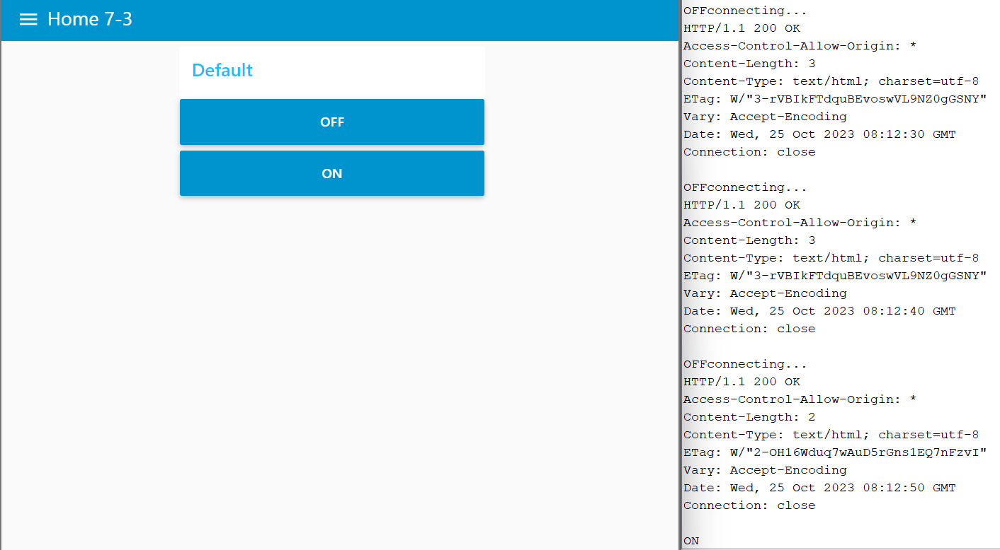 Home 7-3
Default
OFF
ON
OFFconnecting...
HTTP/1.1 200 OK
Access-Control-Allow-Origin: *
Content-Length: 3
Content-Type: text/html; charset=utf-8
ETag: W/"3-rVBIkFTdquBEvoswVL9NZ0gGSNY"
Vary: Accept-Encoding
Date: Wed, 25 Oct 2023 08:12:30 GMT
Connection: close
OFFconnecting...
HTTP/1.1 200 OK
Access-Control-Allow-Origin: *
Content-Length: 3
Content-Type: text/html; charset=utf-8
ETag: W/"3-rVBIkFTdquBEvoswVL9NZ0gGSNY"
Vary: Accept-Encoding
Date: Wed, 25 Oct 2023 08:12:40 GMT
Connection: close
OFFconnecting...
HTTP/1.1 200 OK
Access-Control-Allow-Origin: *
Content-Length: 2
Content-Type: text/html; charset=utf-8
ETag: W/"2-OH16Wduq7wAuD5rGns1EQ7nFzvI"
Vary: Accept-Encoding
Date: Wed, 25 Oct 2023 08:12:50 GMT
Connection: close
ON